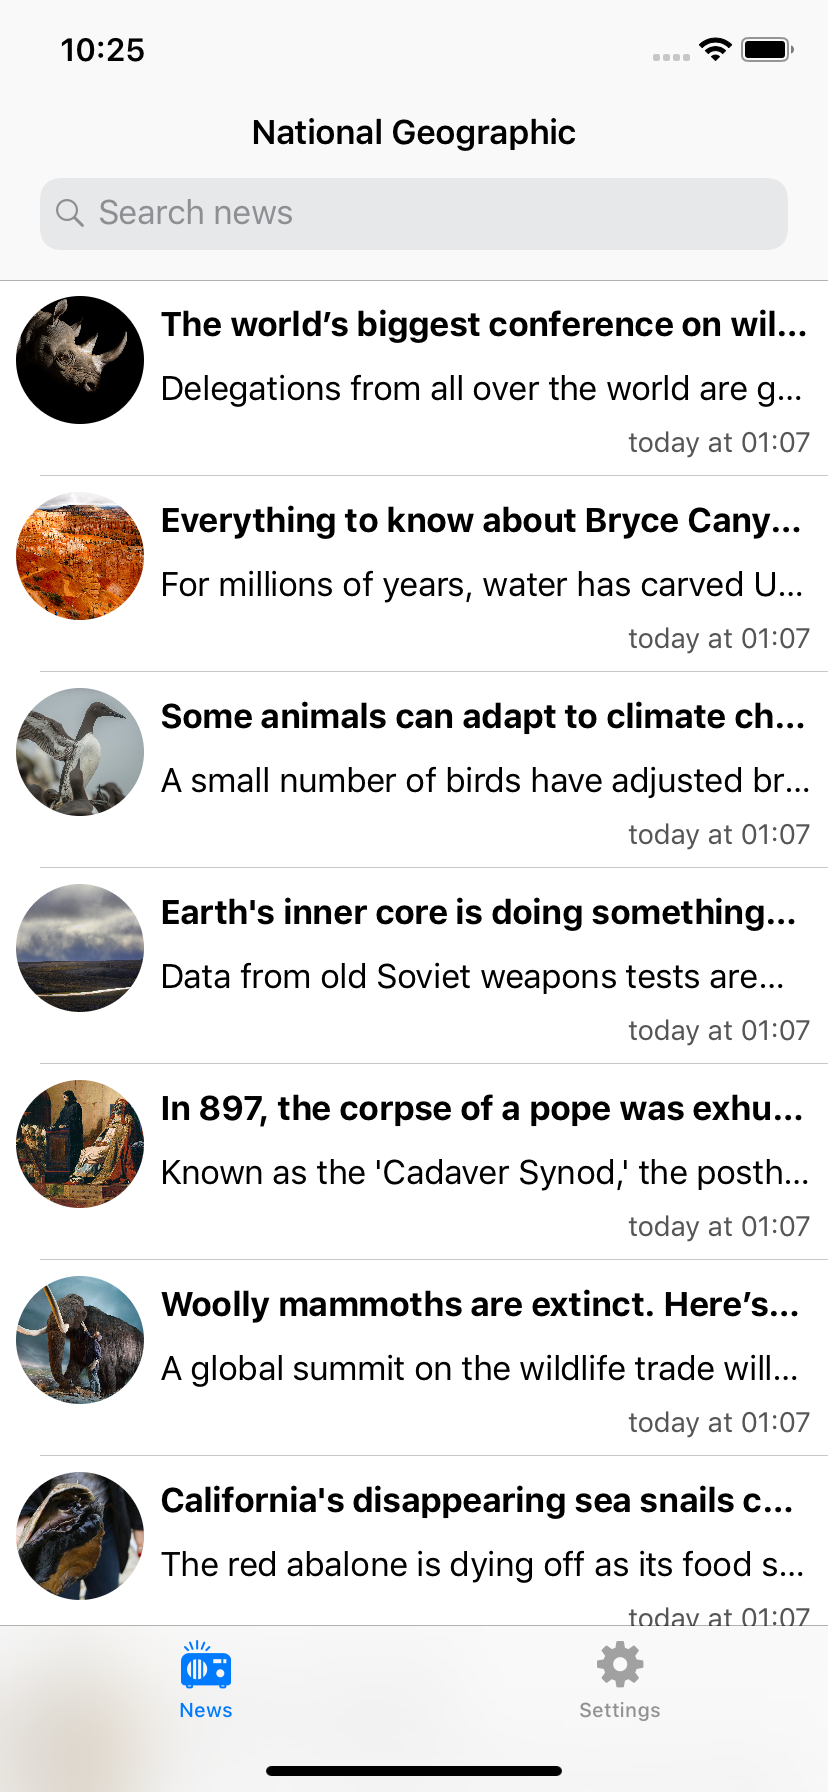 10:25
National Geographic
Search news
The world’s biggest conference on wil...
Delegations from all over the world are g...
today at 01:07
Everything to know about Bryce Cany...
For millions of years, water has carved U...
today at 01:07
Some animals can adapt to climate ch...
A small number of birds have adjusted br...
today at 01:07
Earth's inner core is doing something...
Data from old Soviet weapons tests are...
today at 01:07
In 897, the corpse of a pope was exhu...
Known as the 'Cadaver Synod,' the posth...
today at 01:07
Woolly mammoths are extinct. Here’s...
A global summit on the wildlife trade will...
today at 01:07
California's disappearing sea snails c...
The red abalone is dying off as its food s...
today at 01:07
News
Settings